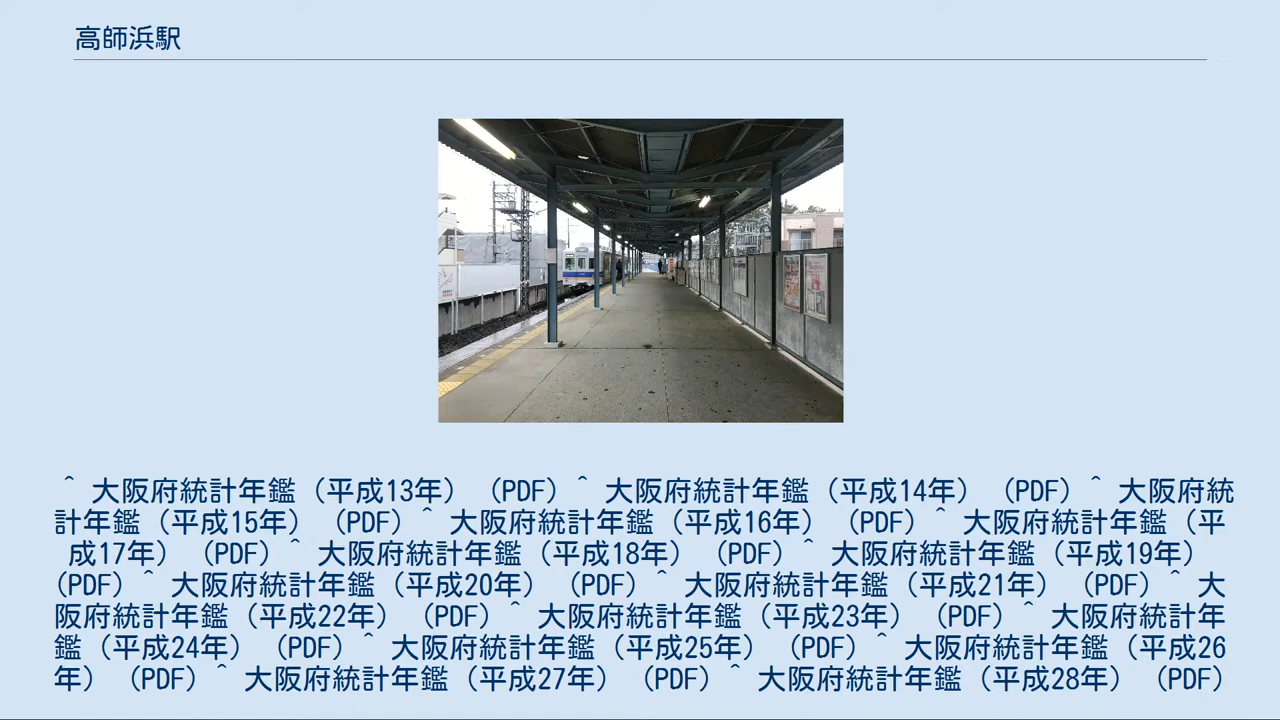 高師浜駅
^ 大阪府統計年鑑（平成13年）（PDF）^ 大阪府統計年鑑（平成14年）（PDF）^ 大阪府統
計年鑑（平成15年）（PDF）^ 大阪府統計年鑑（平成16年）（PDF）^ 大阪府統計年鑑（平
成17年）（PDF）^ 大阪府統計年鑑（平成18年）（PDF）^ 大阪府統計年鑑（平成19年）
（PDF）^ 大阪府統計年鑑（平成20年）（PDF）^ 大阪府統計年鑑（平成21年）（PDF）^ 大
阪府統計年鑑（平成22年）（PDF）^ 大阪府統計年鑑（平成23年）（PDF）^ 大阪府統計年
鑑（平成24年）（PDF）^ 大阪府統計年鑑（平成25年）（PDF）^ 大阪府統計年鑑（平成26
年）（PDF）^ 大阪府統計年鑑（平成27年）（PDF）^ 大阪府統計年鑑（平成28年）（PDF）